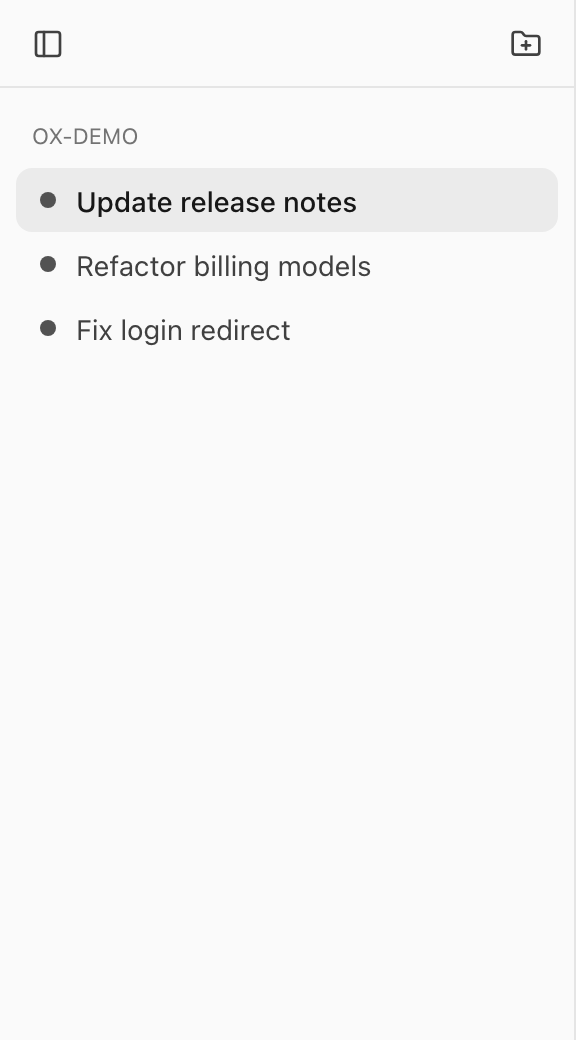 OX-DEMO
Update release notes
Refactor billing models
Fix login redirect